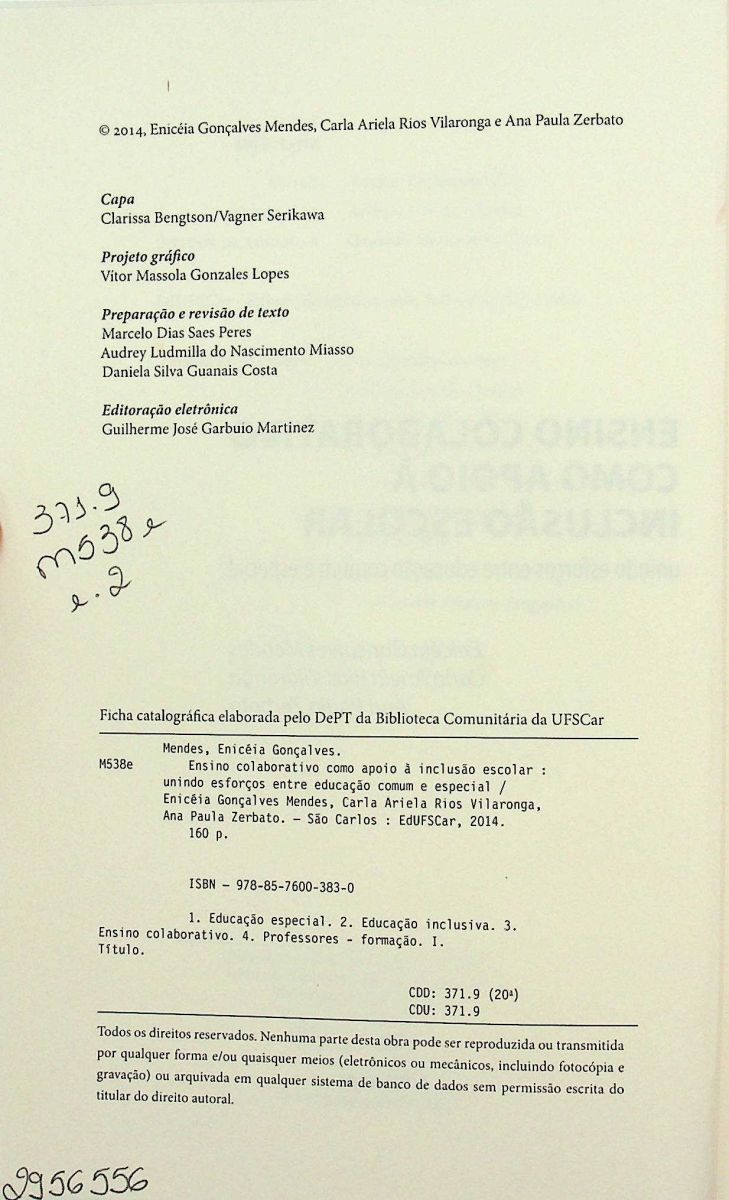 © 2014, Enicéia Gonçalves Mendes, Carla Ariela Rios Vilaronga e Ana Paula Zerbato
Capa
Clarissa Bengtson/Vagner Serikawa
Projeto gráfico
Vítor Massola Gonzales Lopes
Preparação e revisão de texto
Marcelo Dias Saes Peres
Audrey Ludmilla do Nascimento Miasso
Daniela Silva Guanais Costa
Editoração eletrônica
Guilherme José Garbuio Martinez
371.9
M538e
e.2
Ficha catalográfica elaborada pelo DePT da Biblioteca Comunitária da UFSCar
Mendes, Enicéia Gonçalves.
M538e Ensino colaborativo como apoio à inclusão escolar :
unindo esforços entre educação comum e especial /
Enicéia Gonçalves Mendes, Carla Ariela Rios Vilaronga,
Ana Paula Zerbato. – São Carlos : EdUFSCar, 2014.
160 p.
ISBN – 978-85-7600-383-0
1. Educação especial. 2. Educação inclusiva. 3.
Ensino colaborativo. 4. Professores - formação. I.
Título.
CDD: 371.9 (20ª)
CDU: 371.9
Todos os direitos reservados. Nenhuma parte desta obra pode ser reproduzida ou transmitida
por qualquer forma e/ou quaisquer meios (eletrônicos ou mecânicos, incluindo fotocópia e
gravação) ou arquivada em qualquer sistema de banco de dados sem permissão escrita do
titular do direito autoral.
2956556